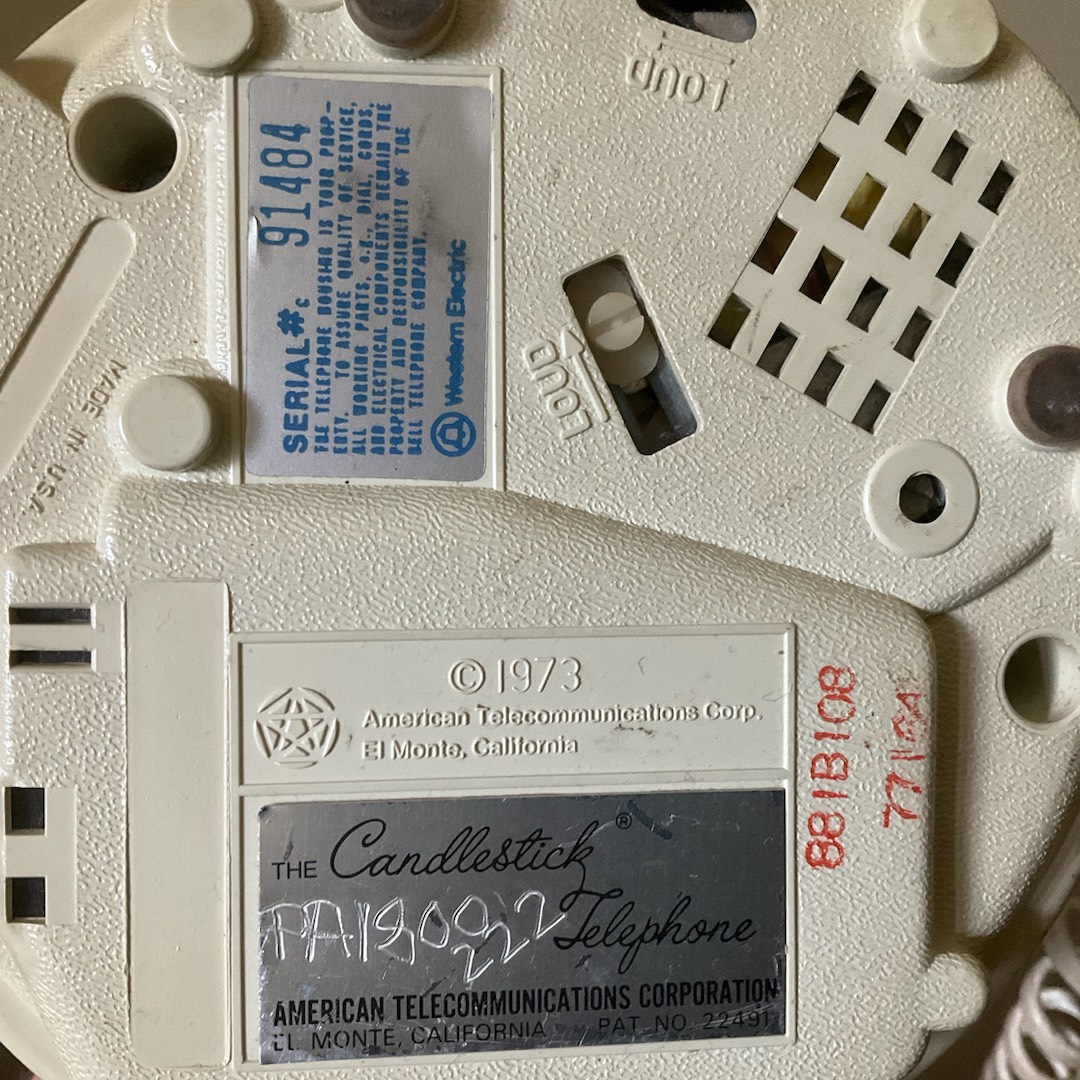 LOUD
SERIAL# c 91484
THE TELEPHONE HOUSING IS YOUR PROP-
ERTY. TO ASSURE QUALITY OF SERVICE,
ALL WORKING PARTS, e.g., DIAL, CORDS,
AND ELECTRICAL COMPONENTS REMAIN THE
PROPERTY AND RESPONSIBILITY OF THE
BELL TELEPHONE COMPANY.
Western Electric
LOUD
MADE IN U.S.A.
© 1973
American Telecommunications Corp.
El Monte, California
881B108
THE Candlestick®
Telephone
222
AMERICAN TELECOMMUNICATIONS CORPORATION
EL MONTE, CALIFORNIA PAT NO 22491